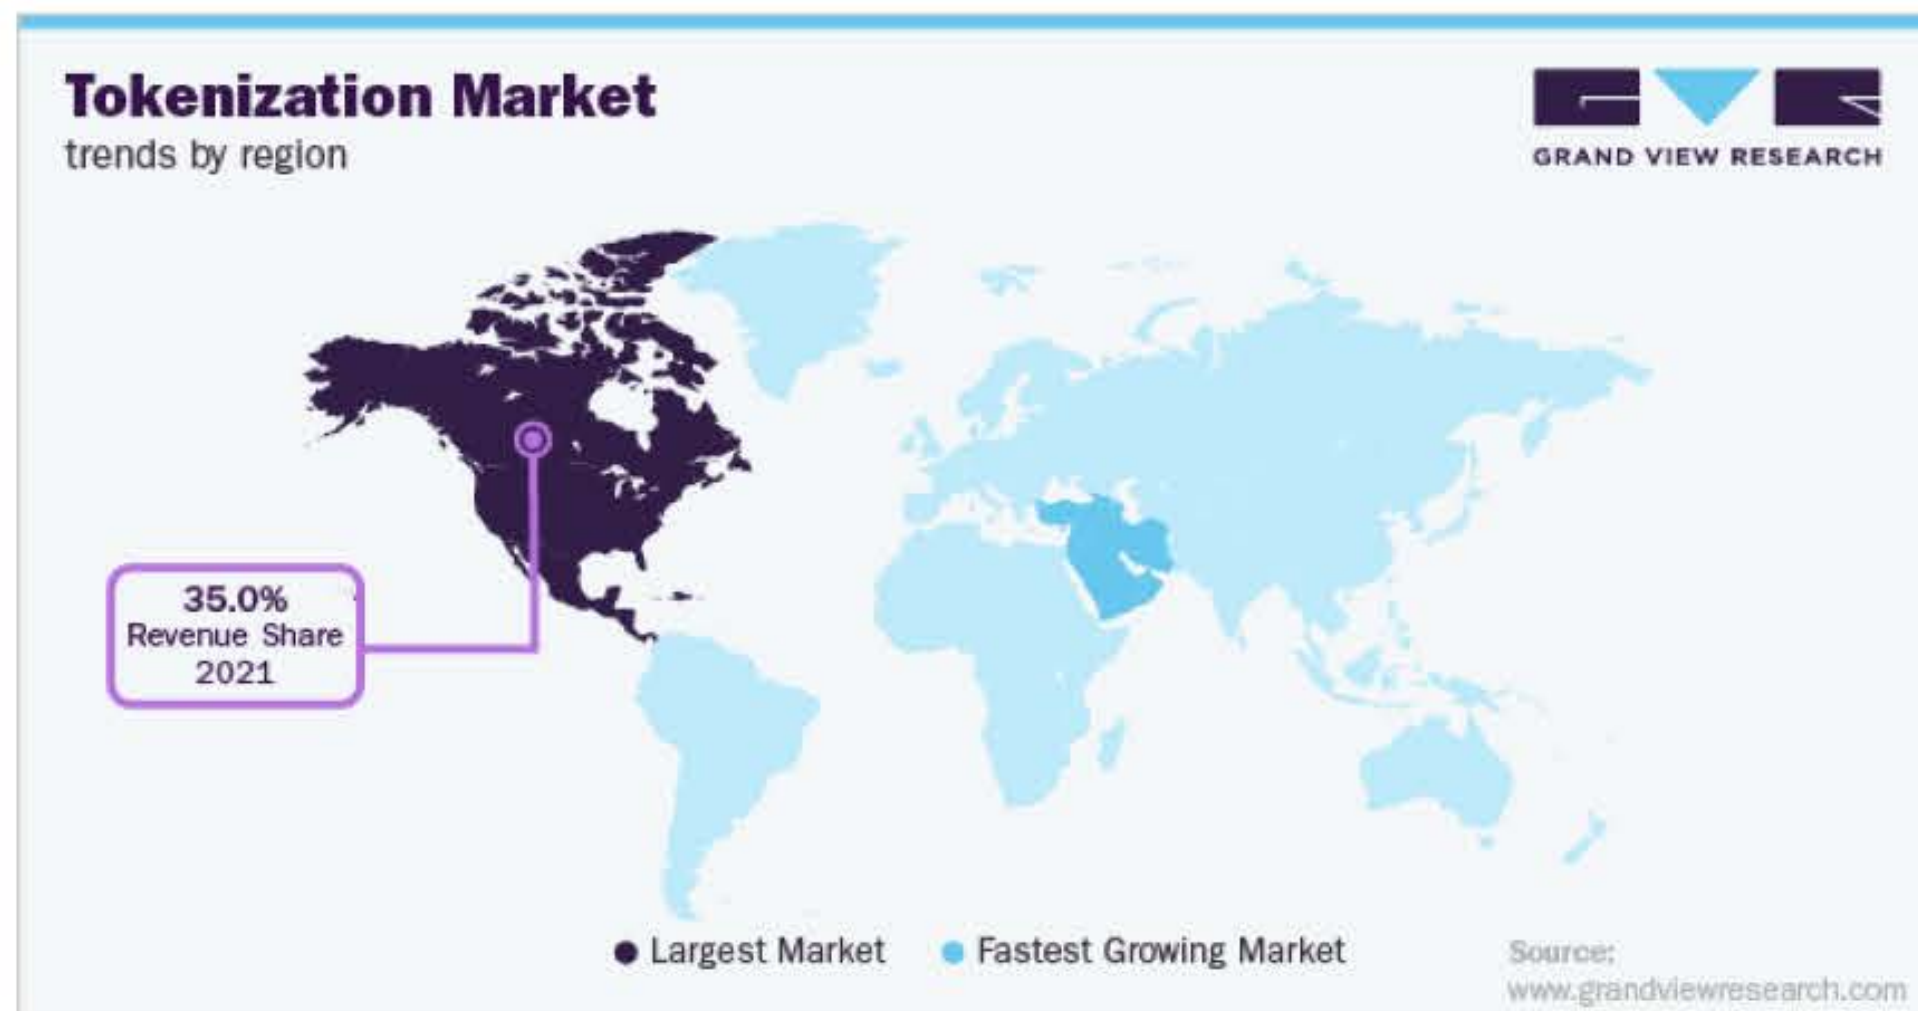 Tokenization Market
trends by region
GRAND VIEW RESEARCH
35.0%
Revenue Share
2021
Largest Market
Fastest Growing Market
Source:
www.grandviewresearch.com